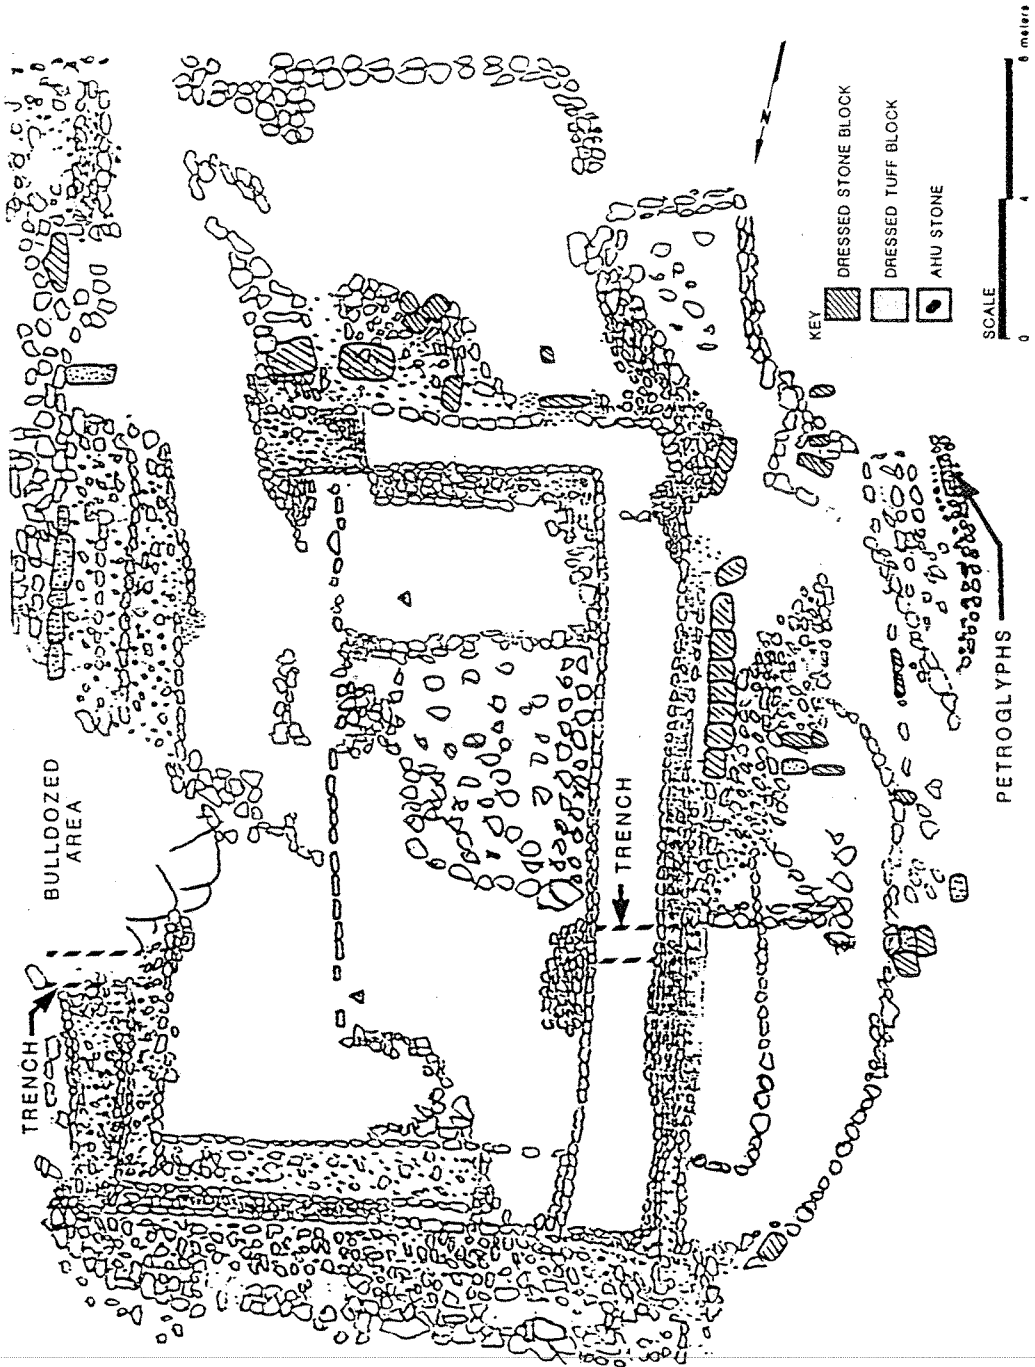 TRENCH
BULLDOZED
AREA
TRENCH
PETROGLYPHS
N
KEY
DRESSED STONE BLOCK
DRESSED TUFF BLOCK
AHU STONE
SCALE
0
4
8 meters